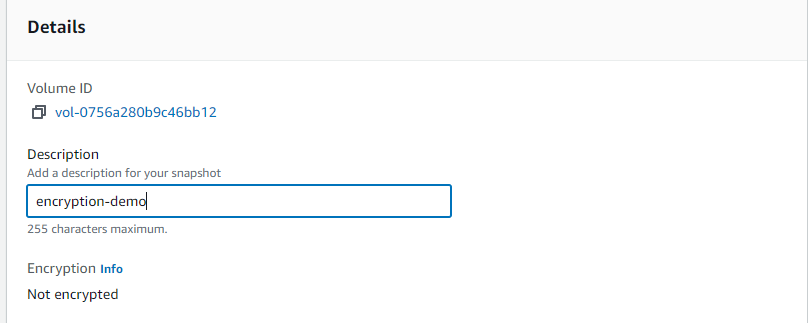 Details
Volume ID
vol-0756a280b9c46bb12
Description
Add a description for your snapshot
encryption-demo
255 characters maximum.
Encryption Info
Not encrypted